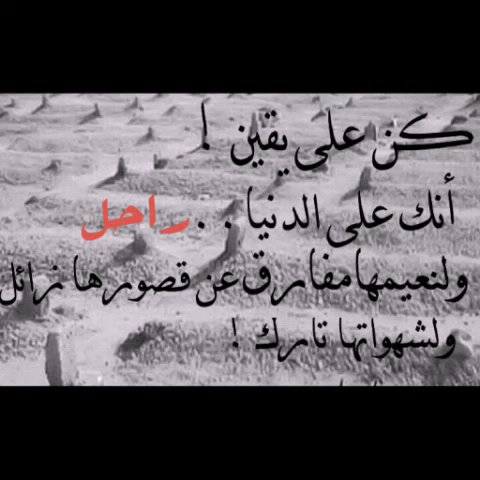 كن على يقين !
أنك على الدنيا . . راحل
ولنعيمها مفارق عن قصورها زائل
ولشهواتها تارك !